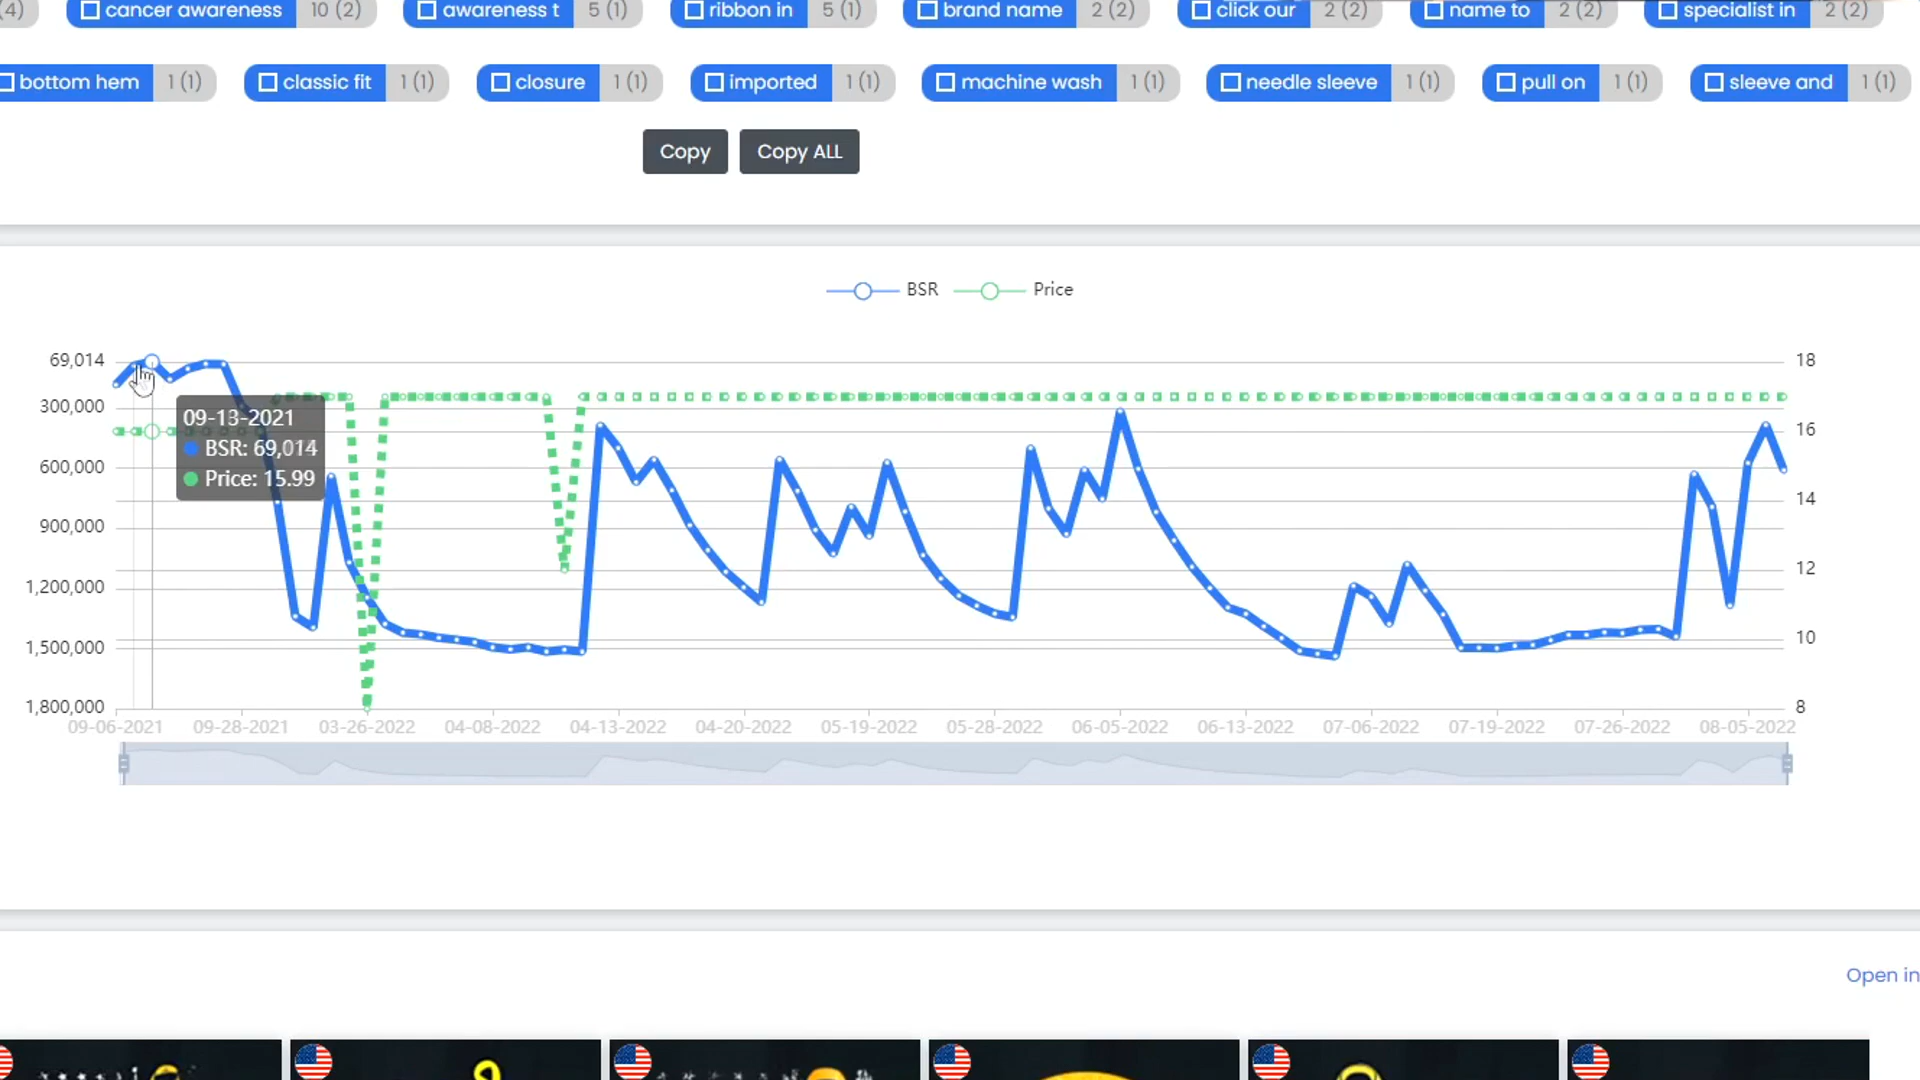 (4) cancer awareness 10 (2) awareness t 5 (1) ribbon in 5 (1) brand name 2 (2) click our 2 (2) name to 2 (2) specialist in 2 (2)
bottom hem 1 (1) classic fit 1 (1) closure 1 (1) imported 1 (1) machine wash 1 (1) needle sleeve 1 (1) pull on 1 (1) sleeve and 1 (1)
Copy Copy ALL
BSR Price
69,014 18
300,000
16
600,000
14
900,000
12
1,200,000
10
1,500,000
1,800,000 8
09-13-2021
BSR: 69,014
Price: 15.99
09-06-2021 09-28-2021 03-26-2022 04-08-2022 04-13-2022 04-20-2022 05-19-2022 05-28-2022 06-05-2022 06-13-2022 07-06-2022 07-19-2022 07-26-2022 08-05-2022
Open in